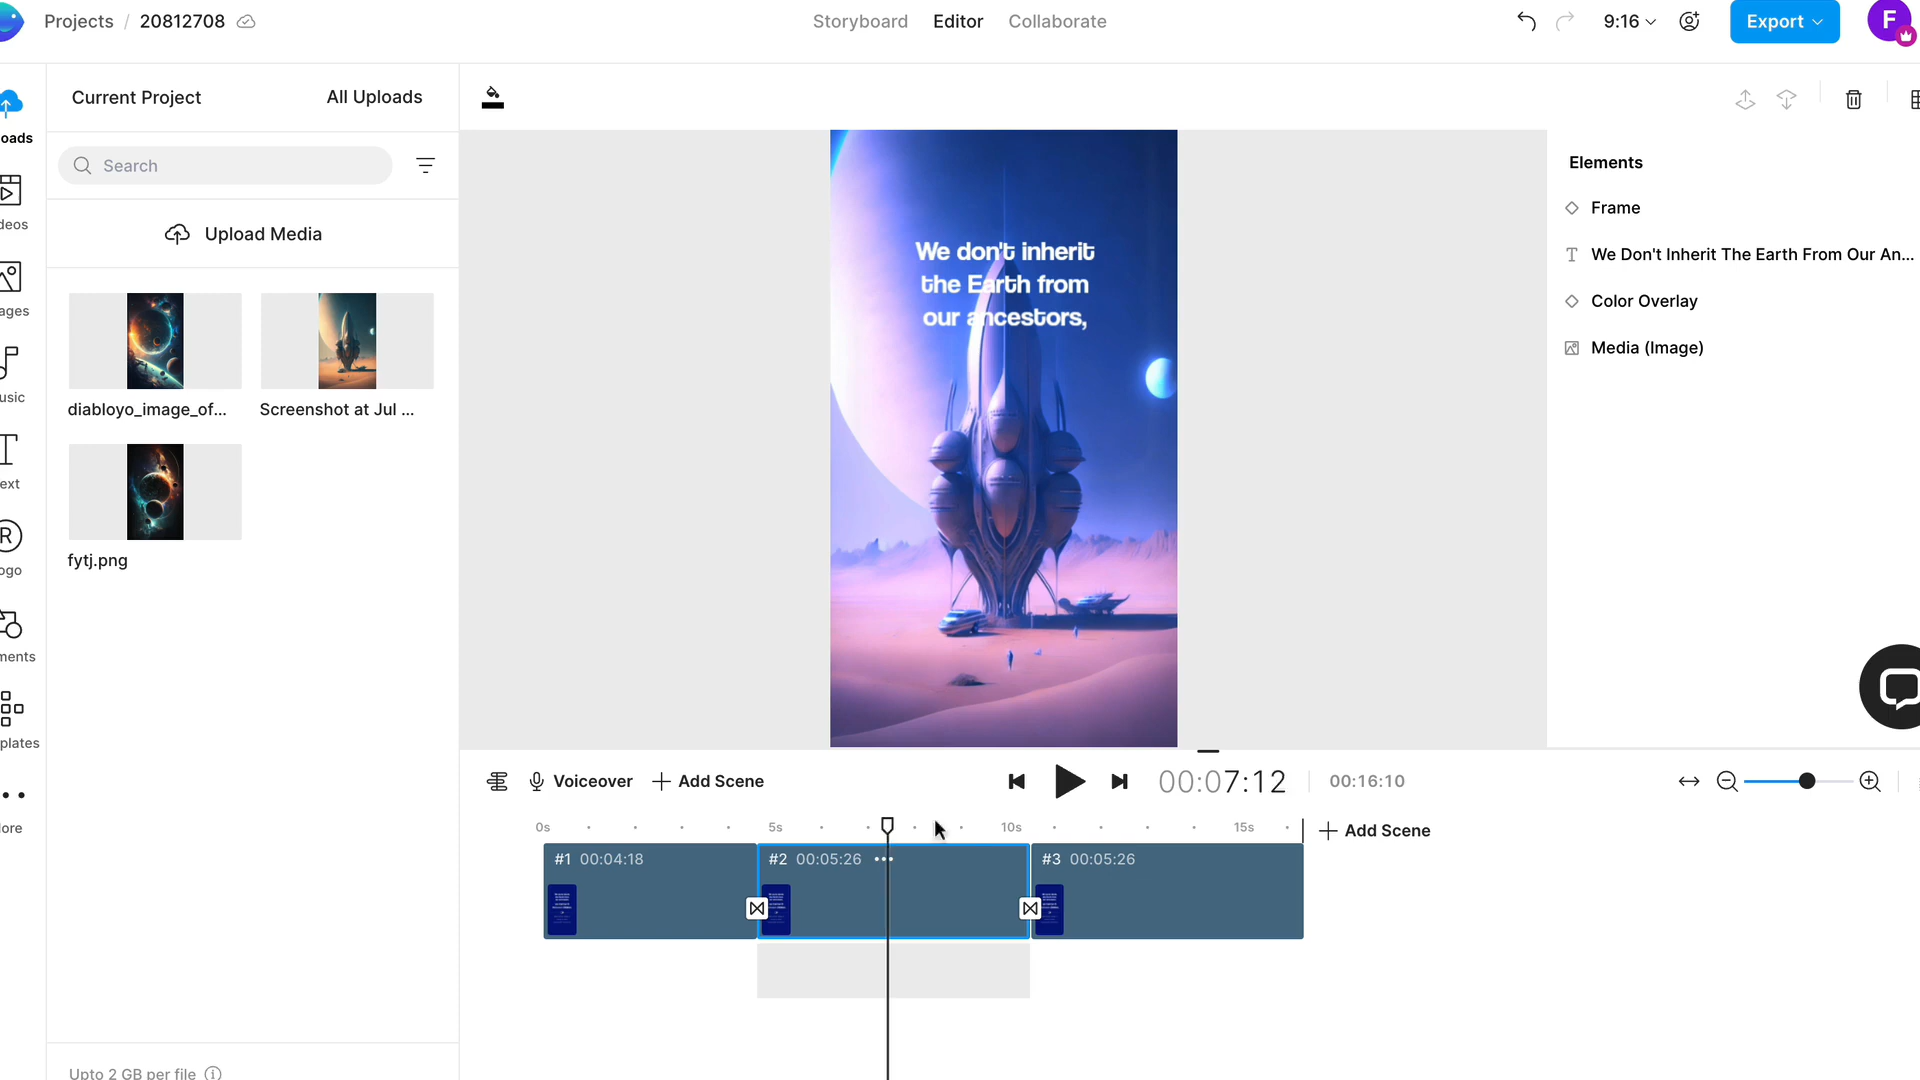 Projects / 20812708
Storyboard
Editor
Collaborate
9:16
Export
F
Current Project
All Uploads
Search
Upload Media
diabloyo_image_of...
Screenshot at Jul ...
fytj.png
Upto 2 GB per file
oads
deos
ages
usic
ext
ogo
ments
plates
ore
We don't inherit
the Earth from
our ancestors,
Elements
Frame
We Don't Inherit The Earth From Our An...
Color Overlay
Media (Image)
Voiceover
Add Scene
00:07:12
00:16:10
0s
5s
10s
15s
Add Scene
#1 00:04:18
#2 00:05:26
#3 00:05:26